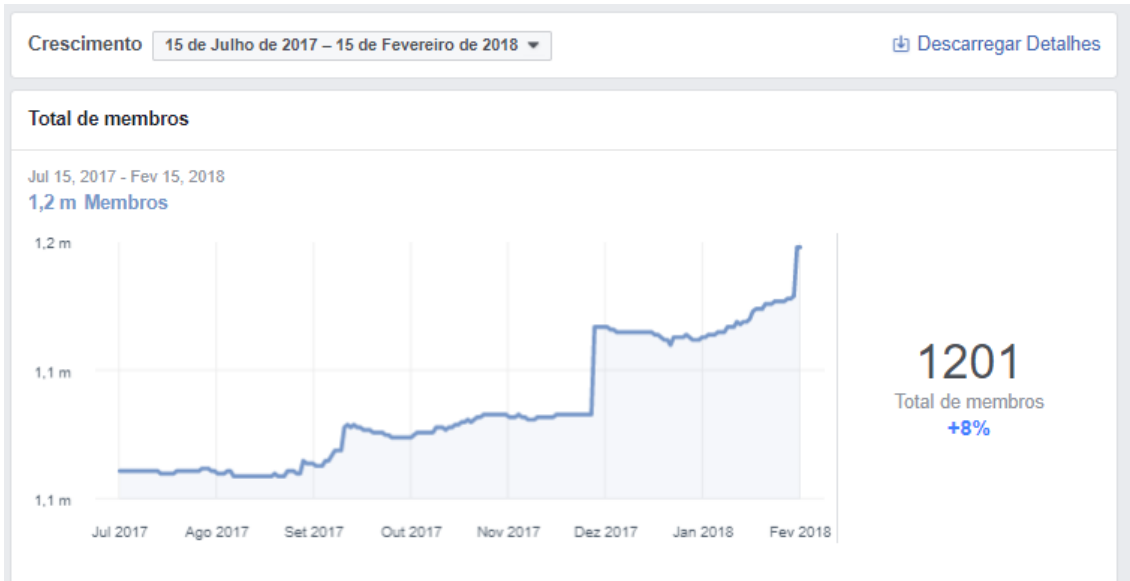 Crescimento 15 de Julho de 2017 – 15 de Fevereiro de 2018 Descarregar Detalhes
Total de membros
Jul 15, 2017 - Fev 15, 2018
1,2 m Membros
1,2 m
1,1 m
1,1 m
Jul 2017 Ago 2017 Set 2017 Out 2017 Nov 2017 Dez 2017 Jan 2018 Fev 2018
1201
Total de membros
+8%